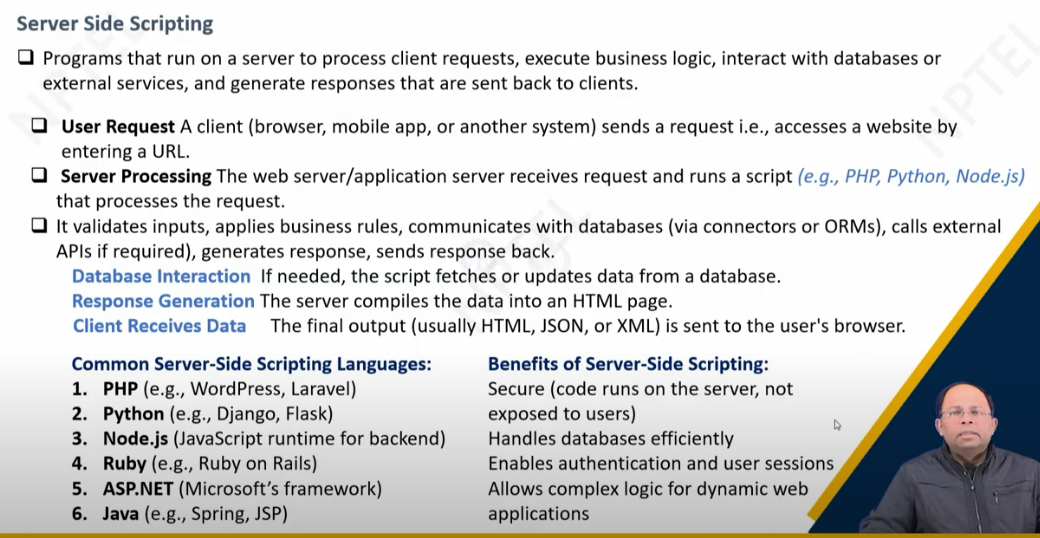 Server Side Scripting
Programs that run on a server to process client requests, execute business logic, interact with databases or
external services, and generate responses that are sent back to clients.
User Request A client (browser, mobile app, or another system) sends a request i.e., accesses a website by
entering a URL.
Server Processing The web server/application server receives request and runs a script (e.g., PHP, Python, Node.js)
that processes the request.
It validates inputs, applies business rules, communicates with databases (via connectors or ORMs), calls external
APIs if required), generates response, sends response back.
Database Interaction If needed, the script fetches or updates data from a database.
Response Generation The server compiles the data into an HTML page.
Client Receives Data The final output (usually HTML, JSON, or XML) is sent to the user's browser.
Common Server-Side Scripting Languages:
1. PHP (e.g., WordPress, Laravel)
2. Python (e.g., Django, Flask)
3. Node.js (JavaScript runtime for backend)
4. Ruby (e.g., Ruby on Rails)
5. ASP.NET (Microsoft's framework)
6. Java (e.g., Spring, JSP)
Benefits of Server-Side Scripting:
Secure (code runs on the server, not
exposed to users)
Handles databases efficiently
Enables authentication and user sessions
Allows complex logic for dynamic web
applications
NPTEL
NPTEL
NPTEL